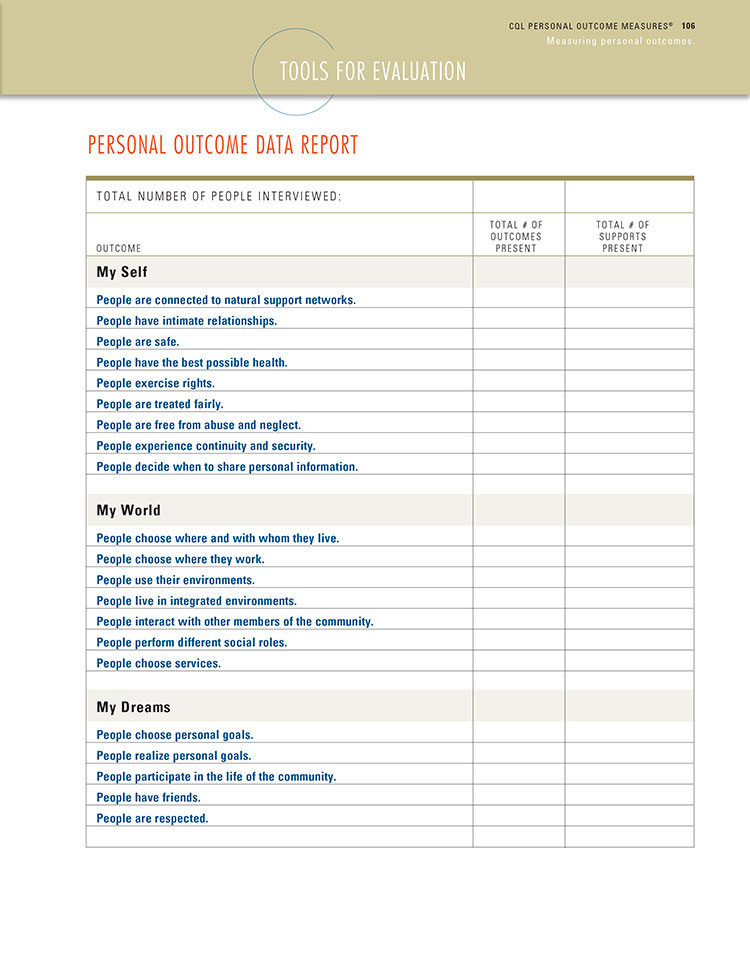 CQL PERSONAL OUTCOME MEASURES® 106
Measuring personal outcomes.
TOOLS FOR EVALUATION
PERSONAL OUTCOME DATA REPORT
TOTAL NUMBER OF PEOPLE INTERVIEWED:
OUTCOME
TOTAL # OF
OUTCOMES
PRESENT
TOTAL # OF
SUPPORTS
PRESENT
My Self
People are connected to natural support networks.
People have intimate relationships.
People are safe.
People have the best possible health.
People exercise rights.
People are treated fairly.
People are free from abuse and neglect.
People experience continuity and security.
People decide when to share personal information.
My World
People choose where and with whom they live.
People choose where they work.
People use their environments.
People live in integrated environments.
People interact with other members of the community.
People perform different social roles.
People choose services.
My Dreams
People choose personal goals.
People realize personal goals.
People participate in the life of the community.
People have friends.
People are respected.